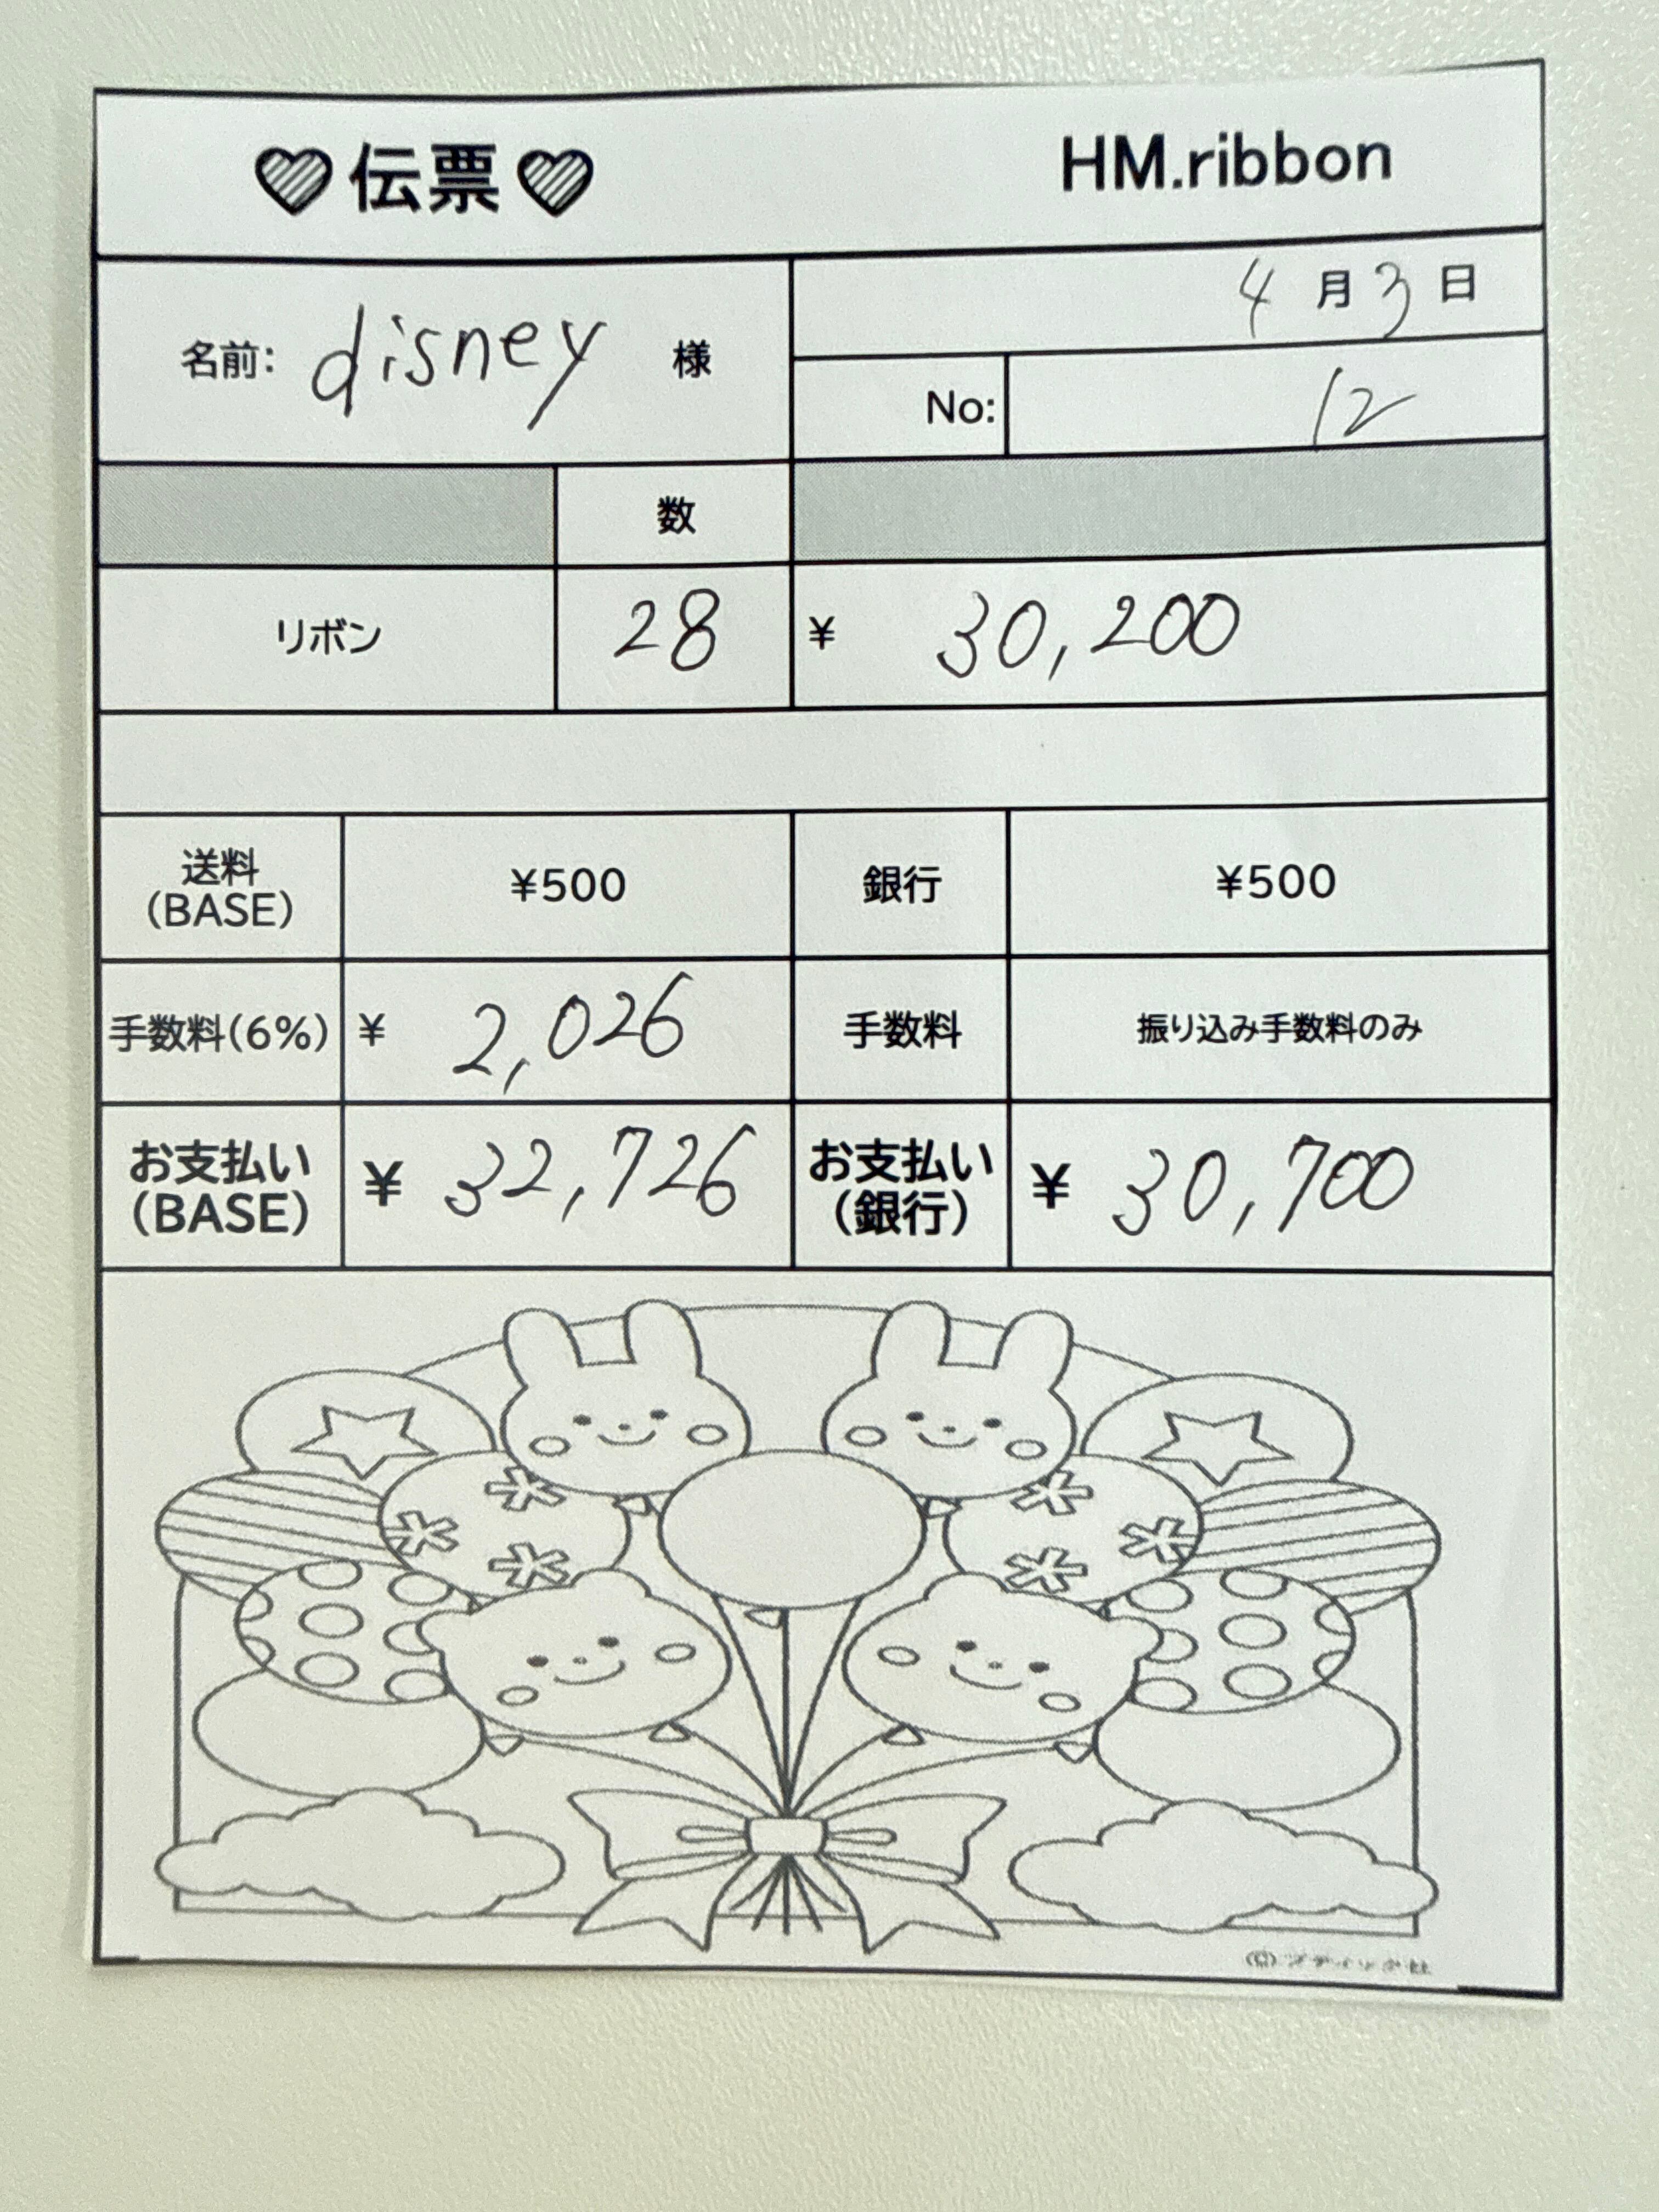 ♡伝票♡ HM.ribbon
4月3日
名前: disney 様
No: 12
数
リボン 28 ¥ 30,200
送料(BASE) ¥500 銀行 ¥500
手数料(6%) ¥ 2,026 手数料 振り込み手数料のみ
お支払い(BASE) ¥ 32,726 お支払い(銀行) ¥ 30,700